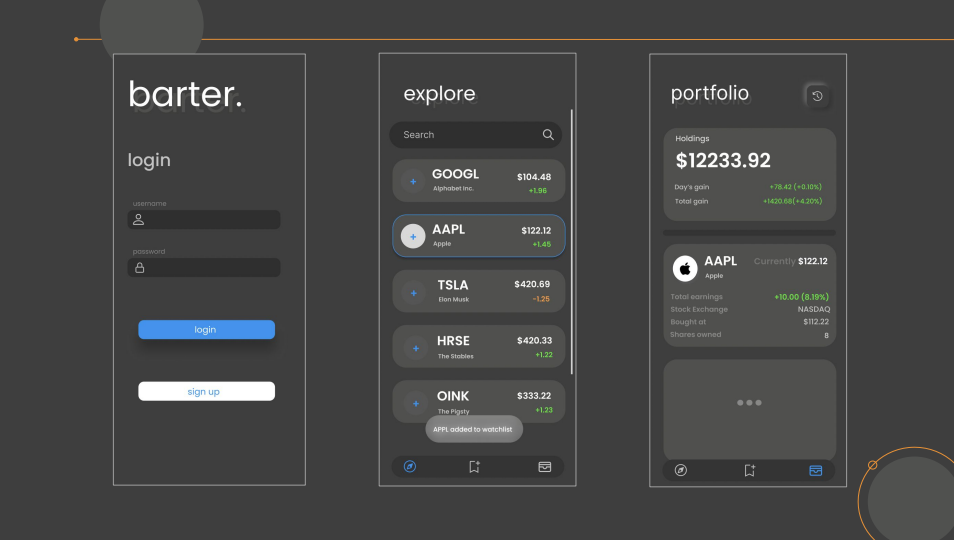 barter.
login
username
password
login
sign up
explore
Search
GOOGL $104.48
Alphabet Inc. +1.96
AAPL $122.12
Apple +1.45
TSLA $420.69
Elon Musk -1.25
HRSE $420.33
The Stables +1.22
OINK $333.22
The Pigsty +1.23
APPL added to watchlist
portfolio
Holdings
$12233.92
Day's gain +78.42 (+0.10%)
Total gain +1420.68(+4.20%)
AAPL Currently $122.12
Apple
Total earnings +10.00 (8.19%)
Stock Exchange NASDAQ
Bought at $112.22
Shares owned 8